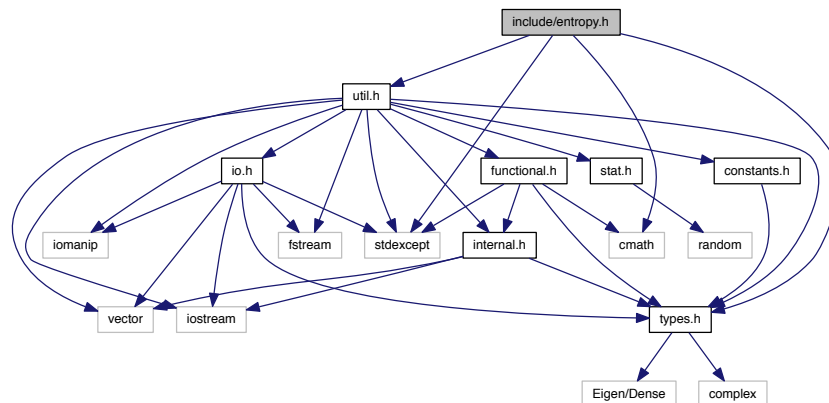 include/entropy.h
util.h
io.h
functional.h
stat.h
constants.h
iomanip
fstream
stdexcept
internal.h
cmath
random
vector
iostream
types.h
Eigen/Dense
complex